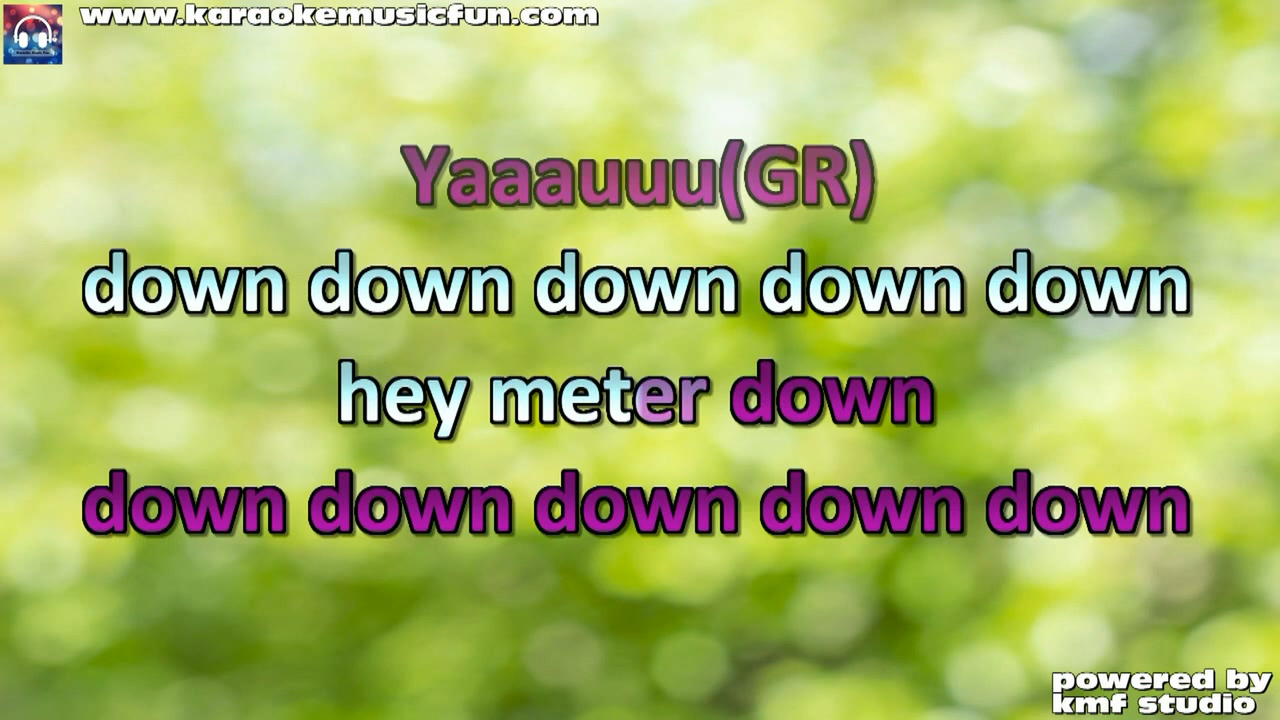 www.karaokemusicfun.com
Yaaauuu(GR)
down down down down down
hey meter down
down down down down down
powered by
kmf studio